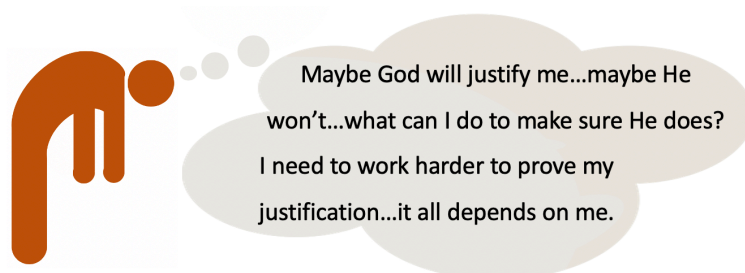 Maybe God will justify me...maybe He
won’t...what can I do to make sure He does?
I need to work harder to prove my
justification...it all depends on me.